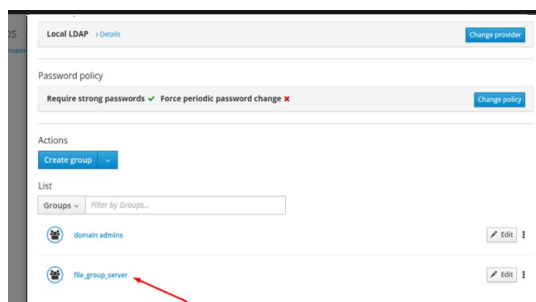 Local LDAP > Details
Change provider
Password policy
Require strong passwords ✔ Force periodic password change ✖
Change policy
Actions
Create group
List
Groups
Filter by Groups...
domain admins
Edit
file_group_server
Edit